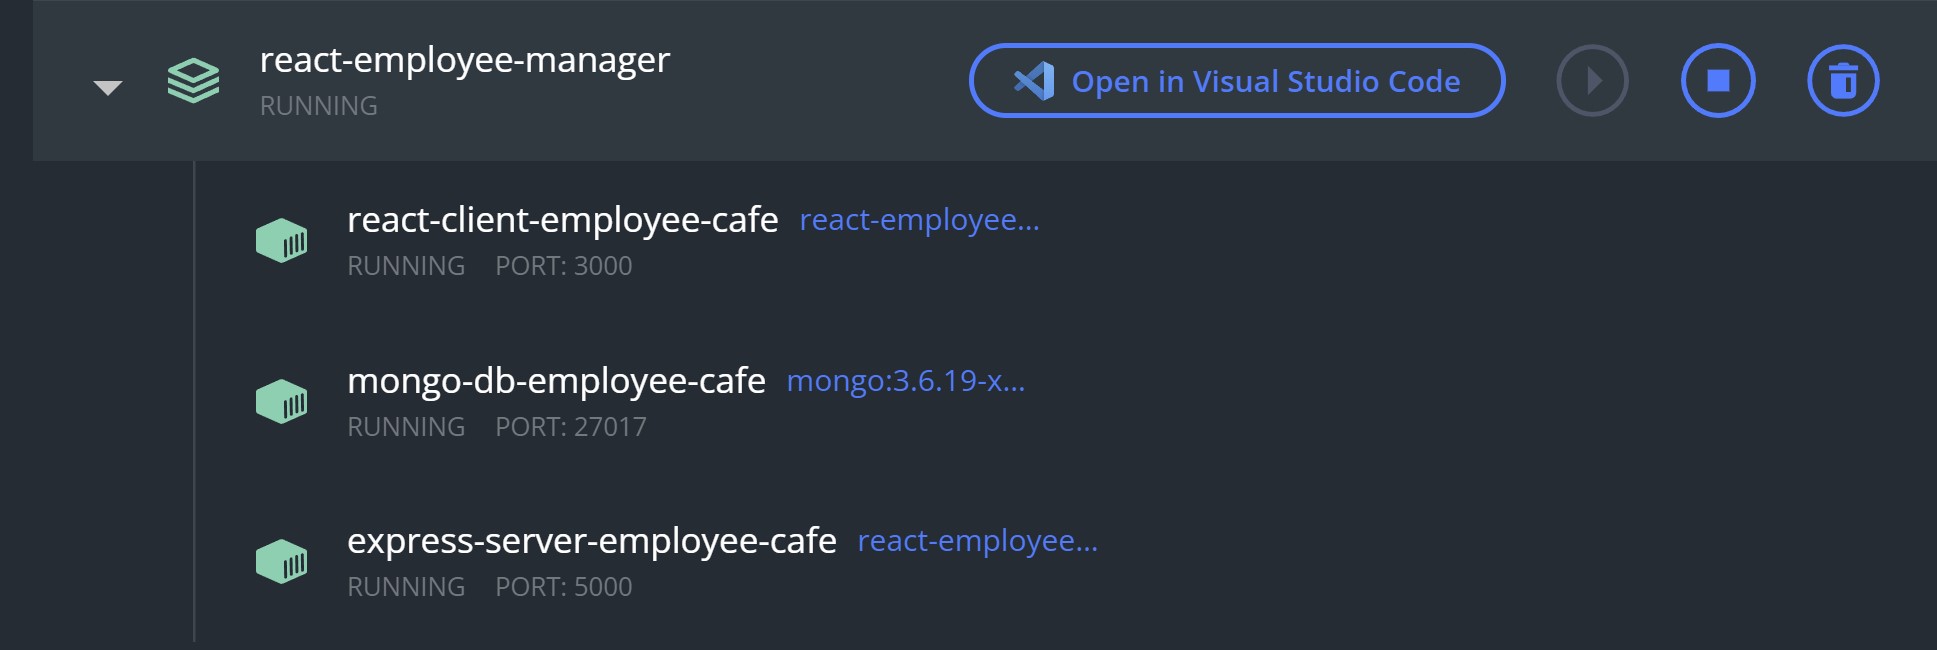 react-employee-manager
RUNNING
Open in Visual Studio Code
react-client-employee-cafe react-employee...
RUNNING PORT: 3000
mongo-db-employee-cafe mongo:3.6.19-x...
RUNNING PORT: 27017
express-server-employee-cafe react-employee...
RUNNING PORT: 5000